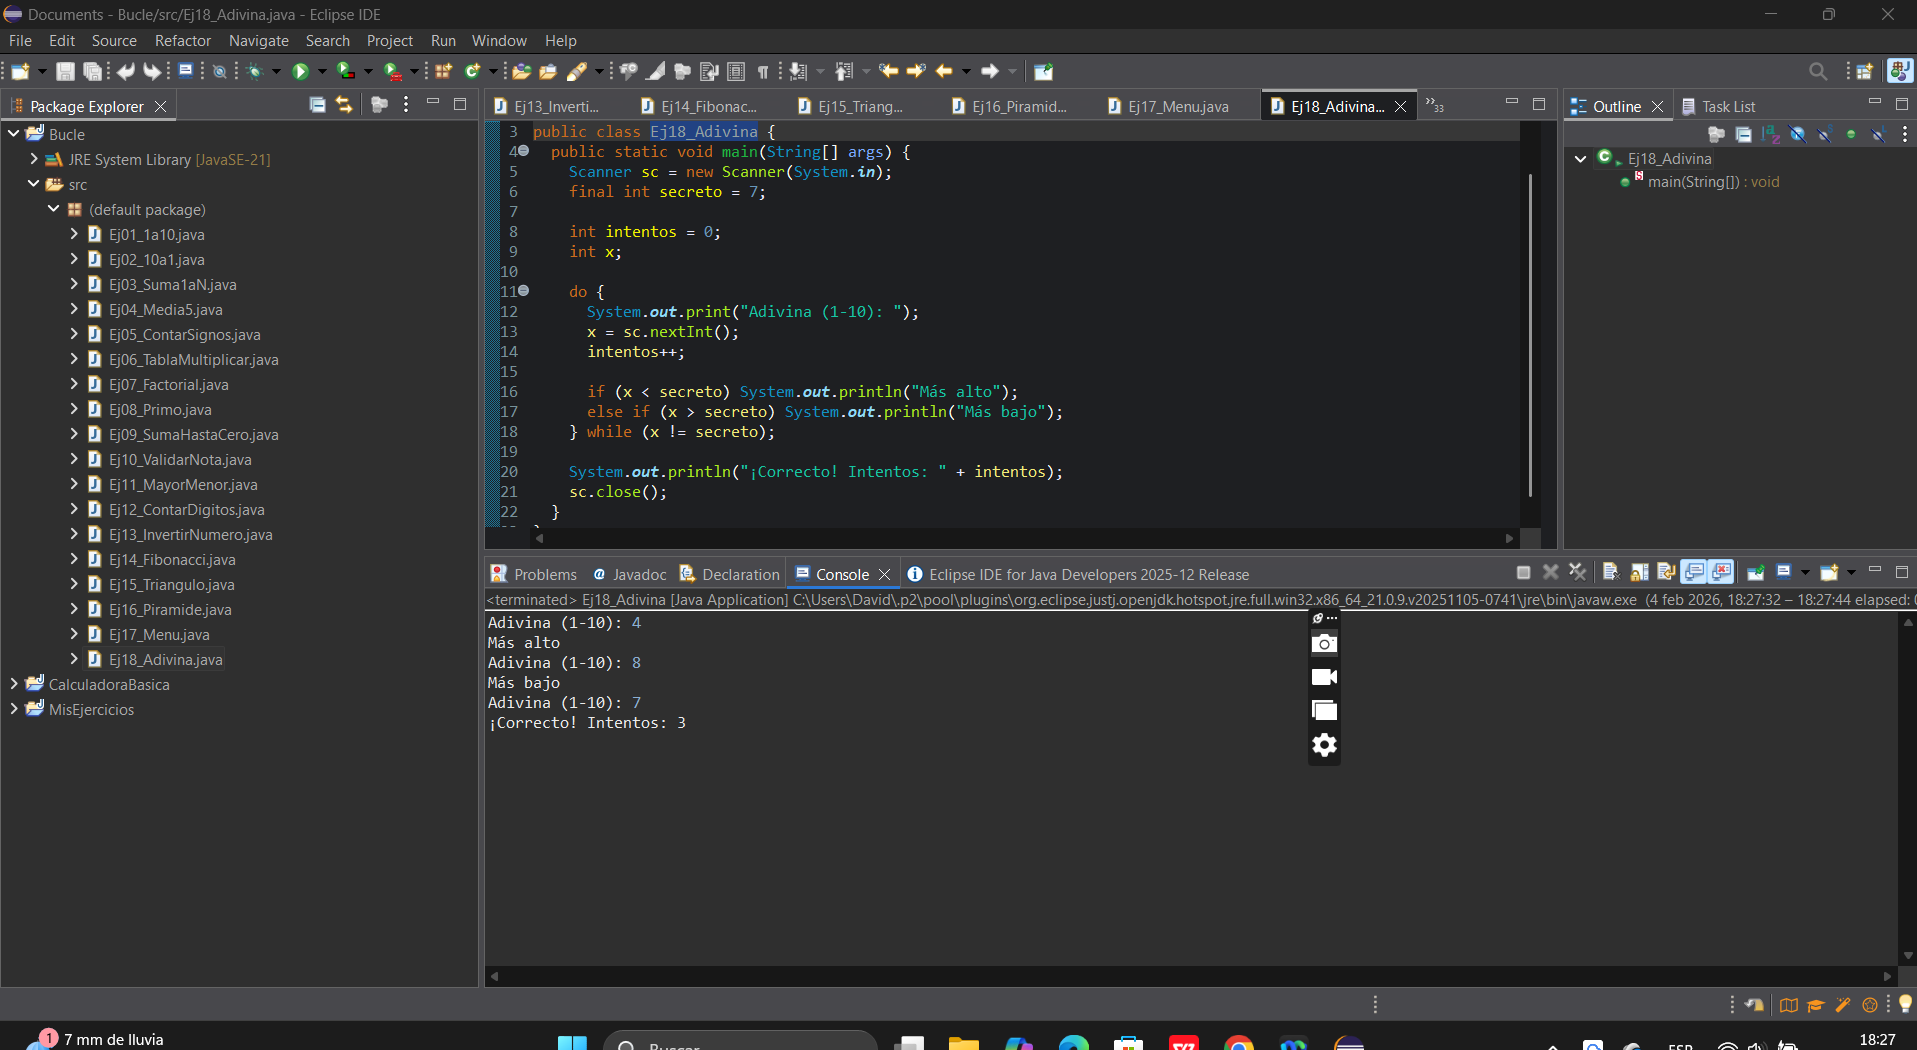 Documents - Bucle/src/Ej18_Adivina.java - Eclipse IDE
File Edit Source Refactor Navigate Search Project Run Window Help
Package Explorer
Bucle
JRE System Library [JavaSE-21]
src
(default package)
Ej01_1a10.java
Ej02_10a1.java
Ej03_Suma1aN.java
Ej04_Media5.java
Ej05_ContarSignos.java
Ej06_TablaMultiplicar.java
Ej07_Factorial.java
Ej08_Primo.java
Ej09_SumaHastaCero.java
Ej10_ValidarNota.java
Ej11_MayorMenor.java
Ej12_ContarDigitos.java
Ej13_InvertirNumero.java
Ej14_Fibonacci.java
Ej15_Triangulo.java
Ej16_Piramide.java
Ej17_Menu.java
Ej18_Adivina.java
CalculadoraBasica
MisEjercicios
Ej13_Inverti... Ej14_Fibonac... Ej15_Triang... Ej16_Piramid... Ej17_Menu.java Ej18_Adivina... »33
3 public class Ej18_Adivina {
4 public static void main(String[] args) {
5 Scanner sc = new Scanner(System.in);
6 final int secreto = 7;
7
8 int intentos = 0;
9 int x;
10
11 do {
12 System.out.print("Adivina (1-10): ");
13 x = sc.nextInt();
14 intentos++;
15
16 if (x < secreto) System.out.println("Más alto");
17 else if (x > secreto) System.out.println("Más bajo");
18 } while (x != secreto);
19
20 System.out.println("¡Correcto! Intentos: " + intentos);
21 sc.close();
22 }
Outline Task List
Ej18_Adivina
main(String[]) : void
Problems Javadoc Declaration Console Eclipse IDE for Java Developers 2025-12 Release
<terminated> Ej18_Adivina [Java Application] C:\Users\David\.p2\pool\plugins\org.eclipse.justj.openjdk.hotspot.jre.full.win32.x86_64_21.0.9.v20251105-0741\jre\bin\javaw.exe (4 feb 2026, 18:27:32 – 18:27:44 elapsed:
Adivina (1-10): 4
Más alto
Adivina (1-10): 8
Más bajo
Adivina (1-10): 7
¡Correcto! Intentos: 3
1
7 mm de lluvia
Buscar
ESP
18:27